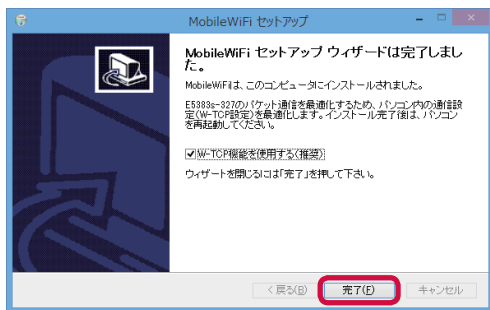 MobileWiFi セットアップ
MobileWiFi セットアップ ウィザードは完了しまし
た。
MobileWiFiは、このコンピュータにインストールされました。
E5383s-327のパケット通信を最適化するため、パソコン内の通信設
定(W-TCP設定)を最適化します。インストール完了後は、パソコン
を再起動してください。
W-TCP機能を使用する(推奨)
ウィザードを閉じるには「完了」を押して下さい。
< 戻る(B)
完了(F)
キャンセル